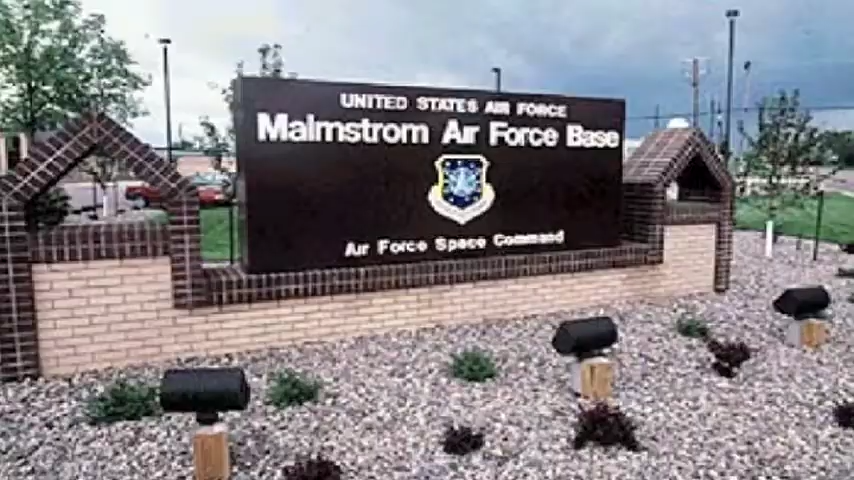 UNITED STATES AIR FORCE
Malmstrom Air Force Base
Air Force Space Command